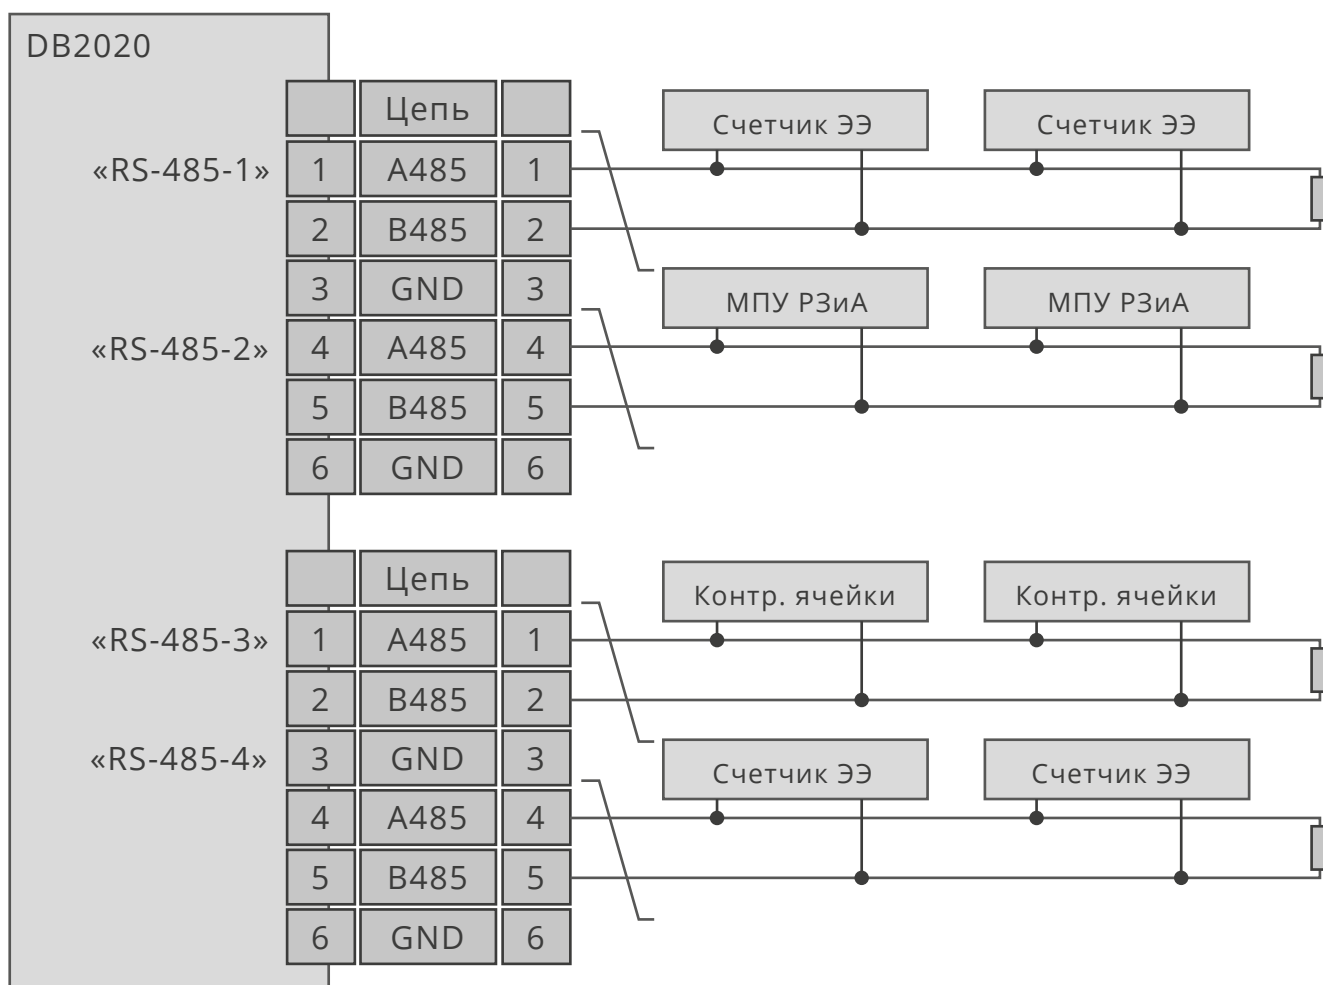 DB2020
Цепь
Счетчик ЭЭ Счетчик ЭЭ
«RS-485-1» 1 A485 1
2 B485 2
3 GND 3
МПУ РЗиА МПУ РЗиА
«RS-485-2» 4 A485 4
5 B485 5
6 GND 6
Цепь
Контр. ячейки Контр. ячейки
«RS-485-3» 1 A485 1
2 B485 2
«RS-485-4» 3 GND 3
Счетчик ЭЭ Счетчик ЭЭ
4 A485 4
5 B485 5
6 GND 6